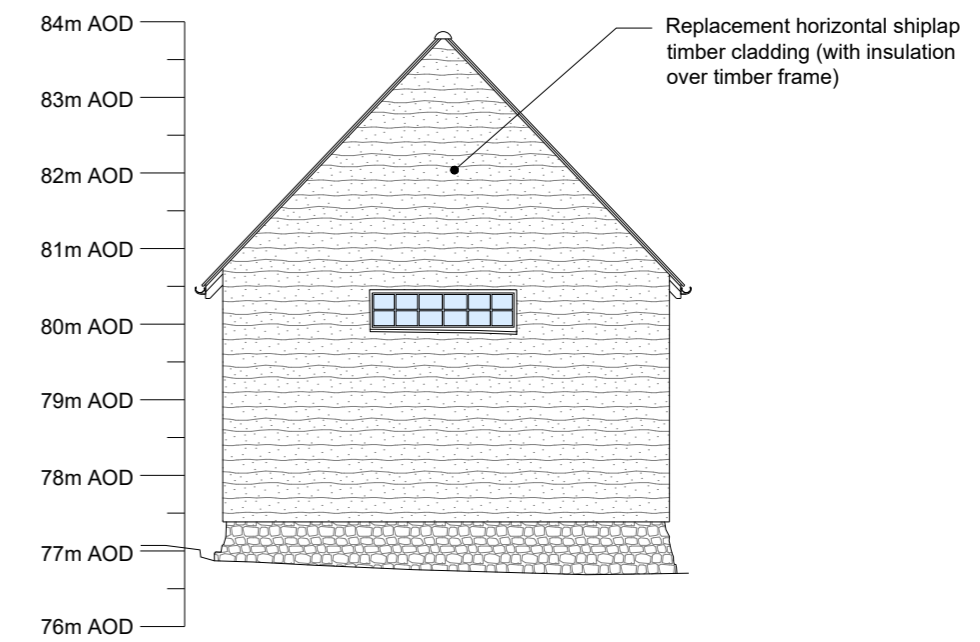 84m AOD
Replacement horizontal shiplap
timber cladding (with insulation
over timber frame)
83m AOD
82m AOD
81m AOD
80m AOD
79m AOD
78m AOD
77m AOD
76m AOD